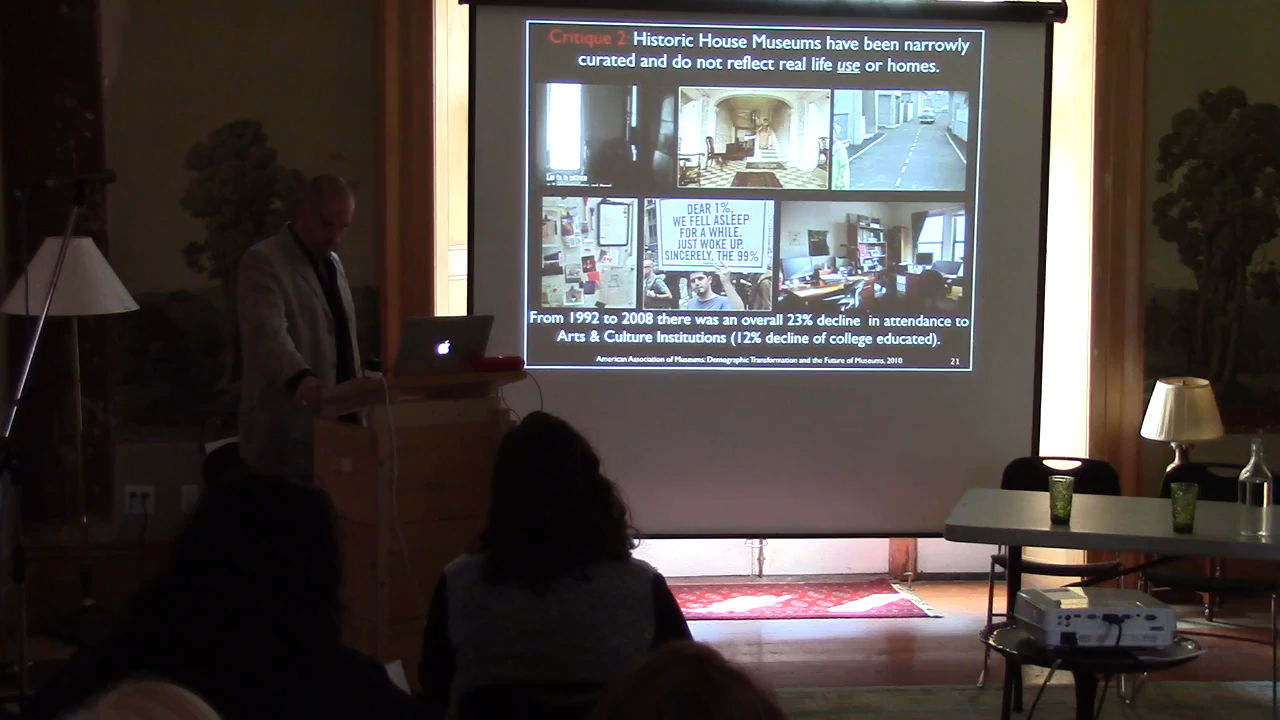 Critique 2: Historic House Museums have been narrowly
curated and do not reflect real life use or homes.
DEAR 1%,
WE FELL ASLEEP
FOR A WHILE.
JUST WOKE UP.
SINCERELY, THE 99%
From 1992 to 2008 there was an overall 23% decline in attendance to
Arts & Culture Institutions (12% decline of college educated).
American Association of Museums: Demographic Transformation and the Future of Museums, 2010
21